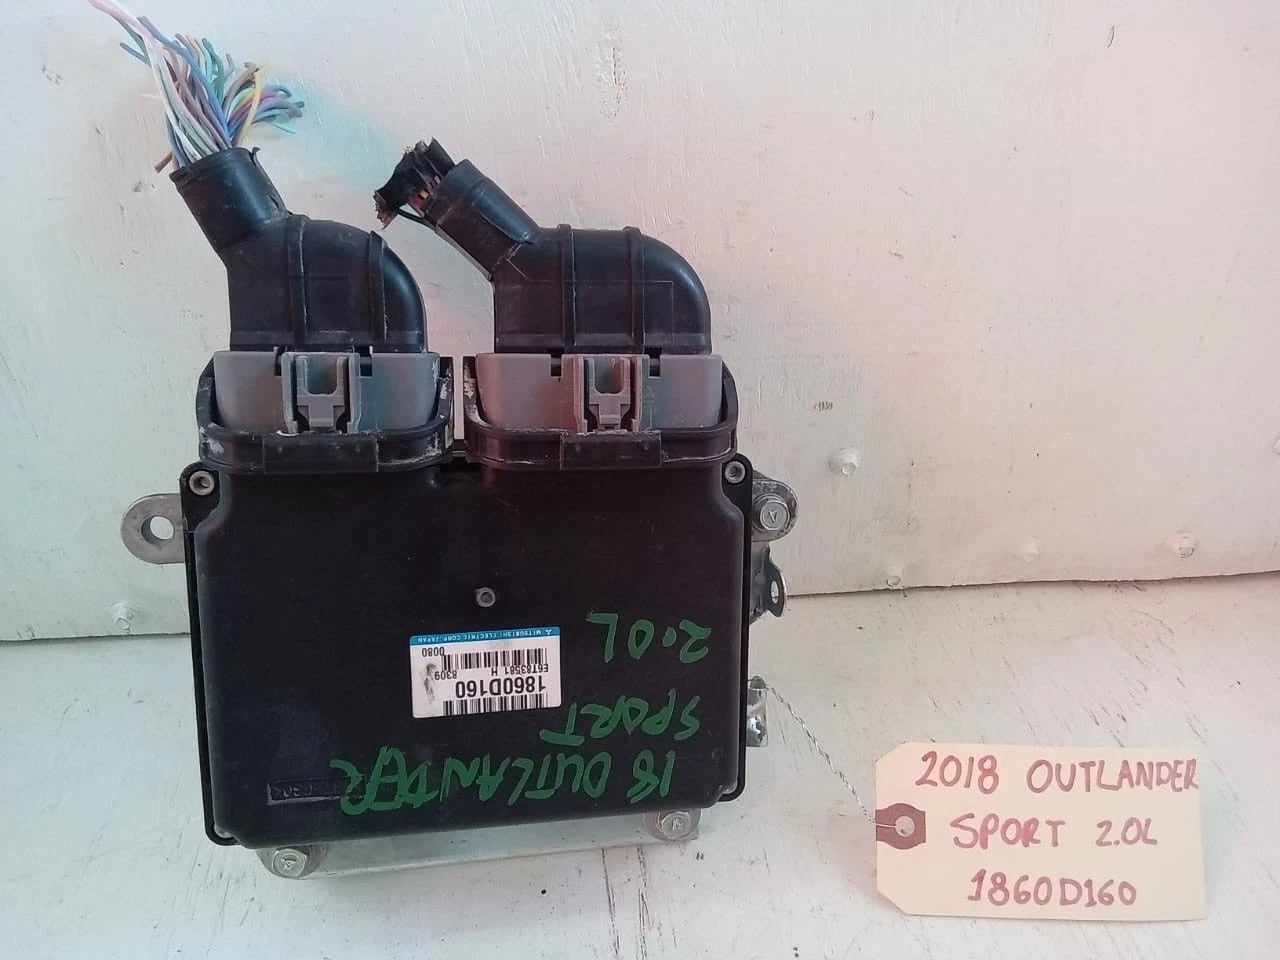 MITSUBISHI ELECTRIC CORP. JAPAN
0080
E6T83581 H 8309
1860D160
18 OUTLANDER
SPORT
2.0L
2018 OUTLANDER
SPORT 2.0L
1860D160